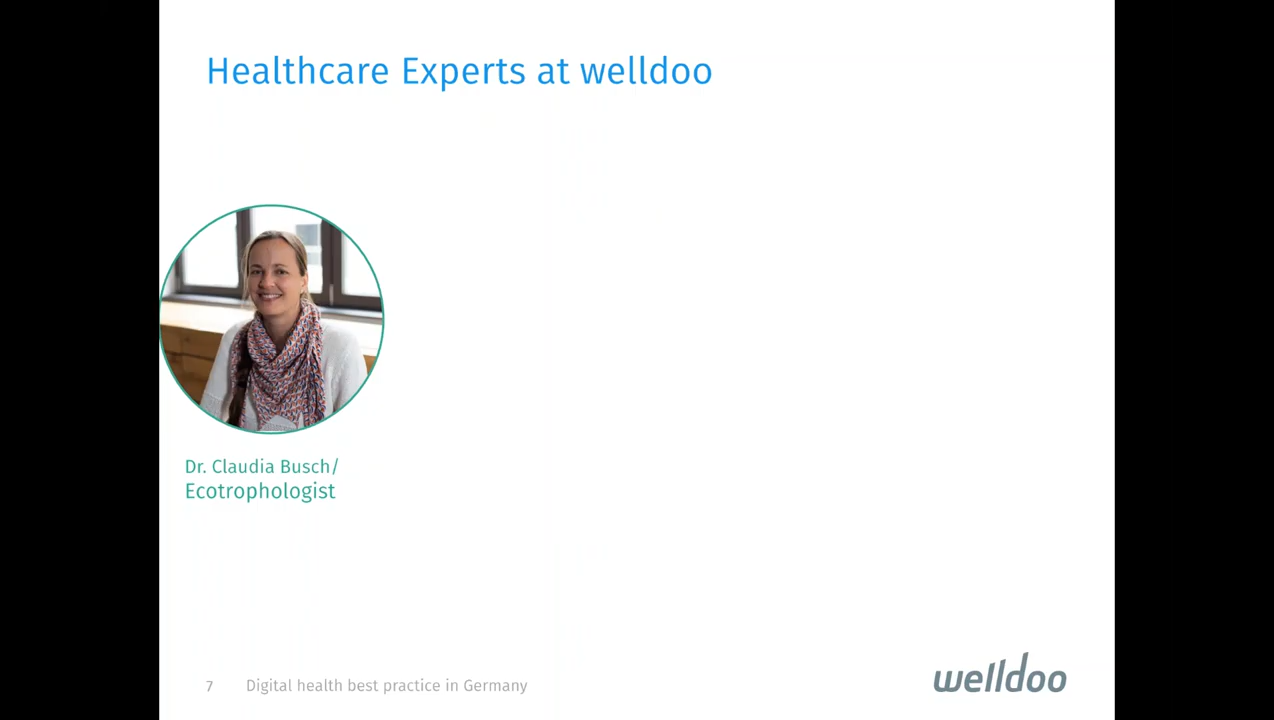 Healthcare Experts at welldoo
Dr. Claudia Busch/
Ecotrophologist
7 Digital health best practice in Germany
welldoo